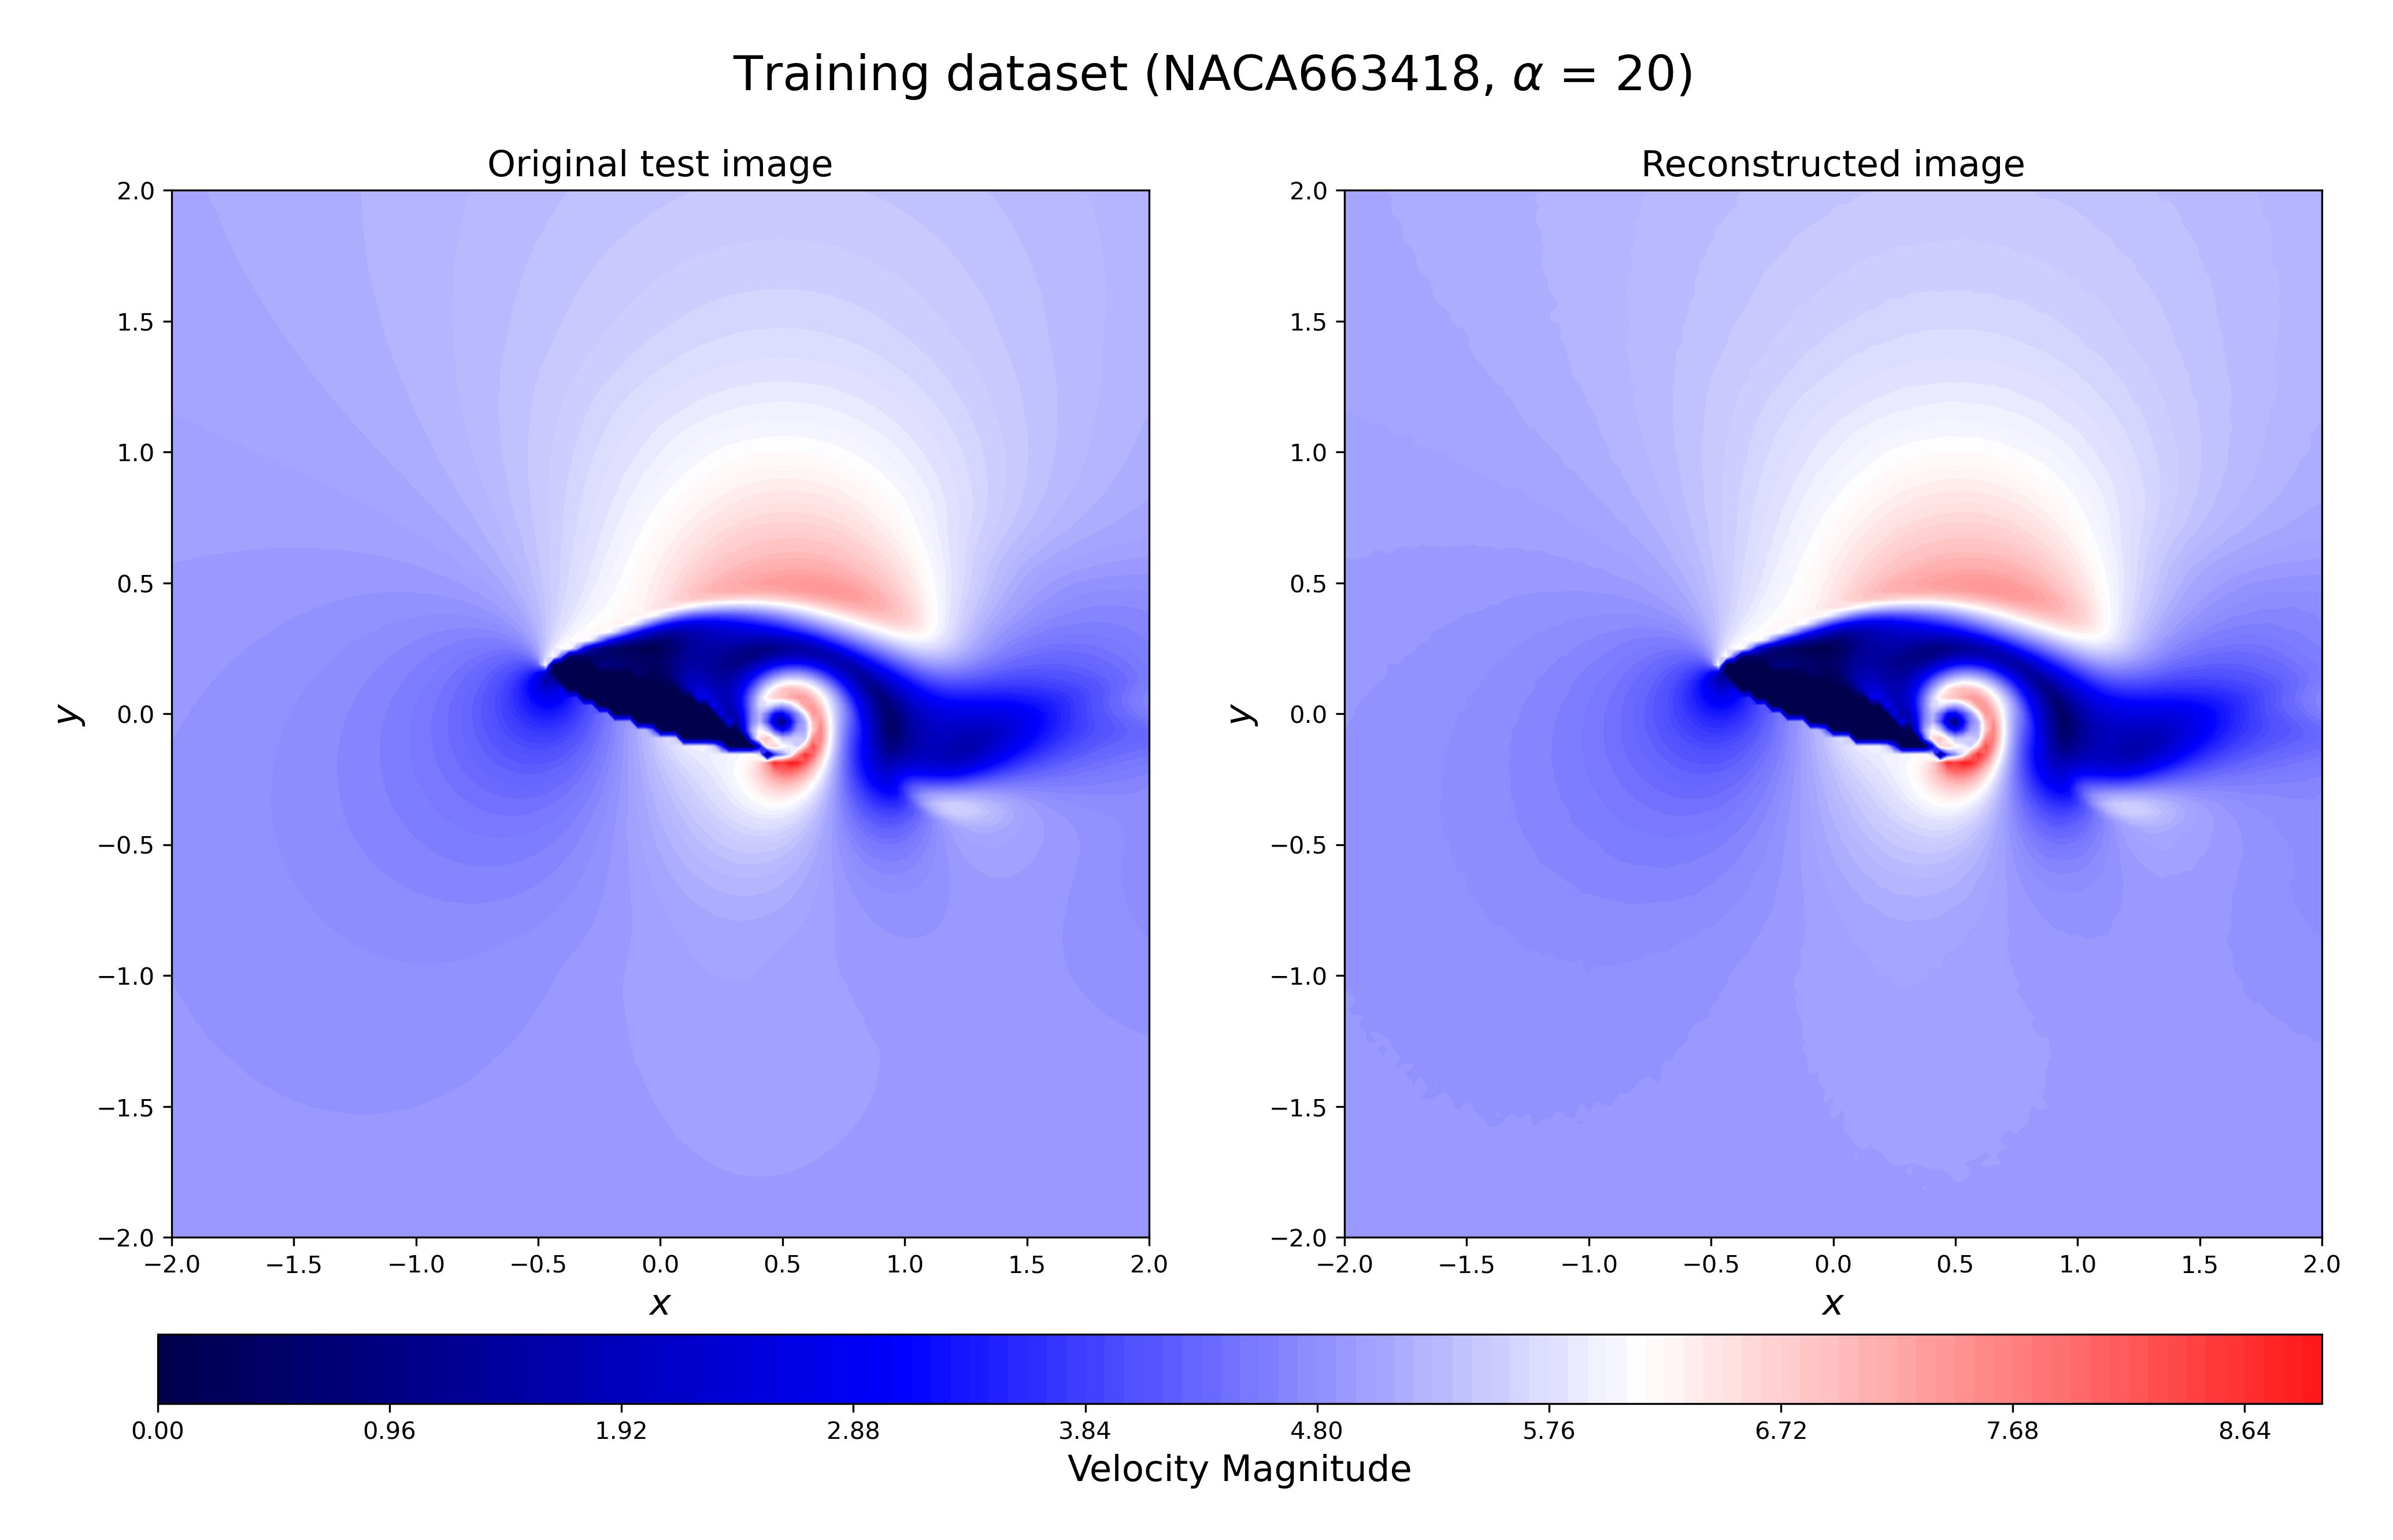 Training dataset (NACA663418, α = 20)
Original test image
Reconstructed image
2.0
1.5
1.0
0.5
0.0
−0.5
−1.0
−1.5
−2.0
y
−2.0 −1.5 −1.0 −0.5 0.0 0.5 1.0 1.5 2.0
x
2.0
1.5
1.0
0.5
0.0
−0.5
−1.0
−1.5
−2.0
y
−2.0 −1.5 −1.0 −0.5 0.0 0.5 1.0 1.5 2.0
x
0.00 0.96 1.92 2.88 3.84 4.80 5.76 6.72 7.68 8.64
Velocity Magnitude